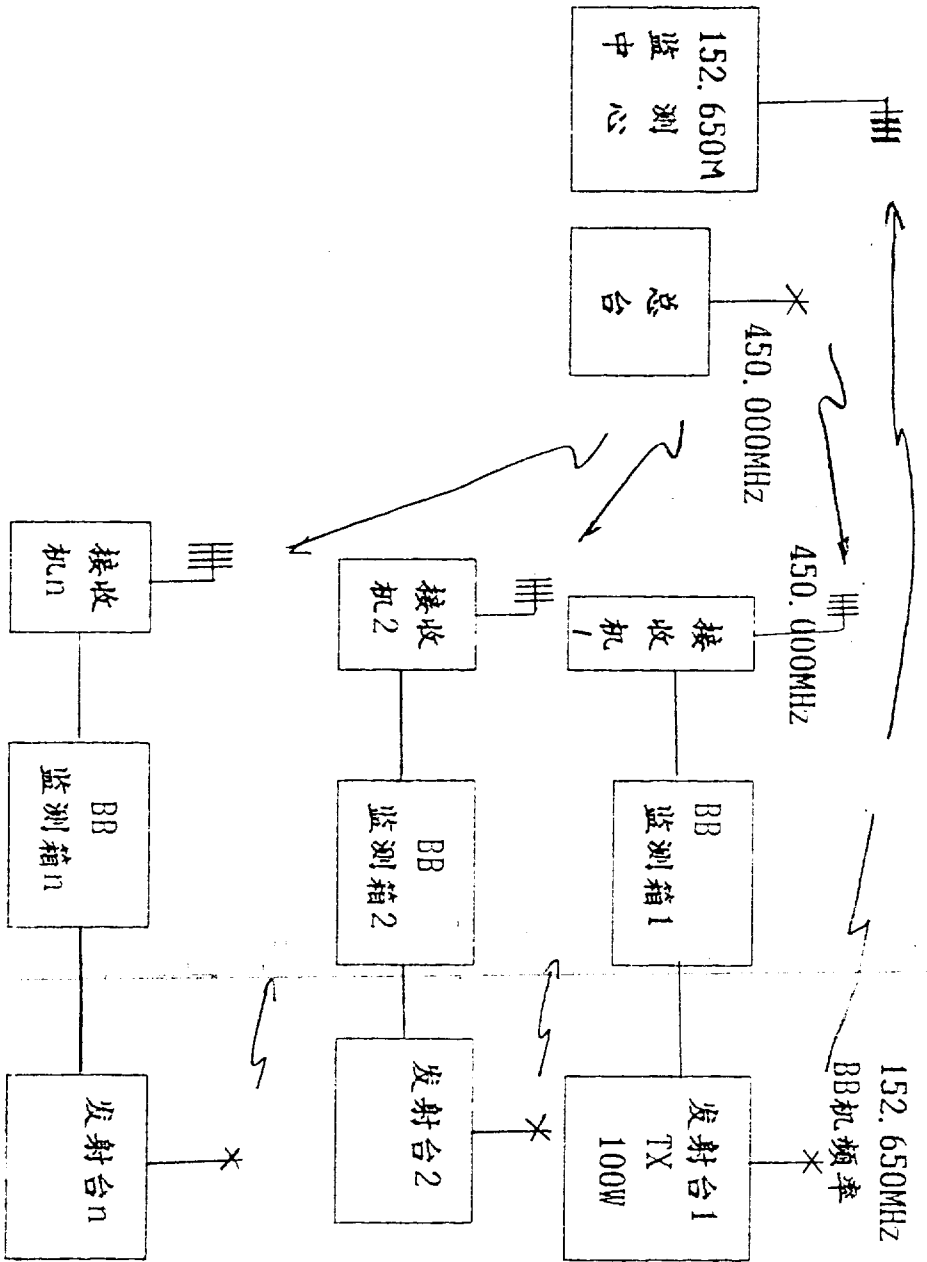 152.650M
监测
中心
总
台
450.000MHz
450.000MHz
接
收
机
1
BB
监测箱1
发射台1
TX
100W
152.650MHz
BB机频率
接收
机2
BB
监测箱2
发射台2
接收
机n
BB
监测箱n
发射台n